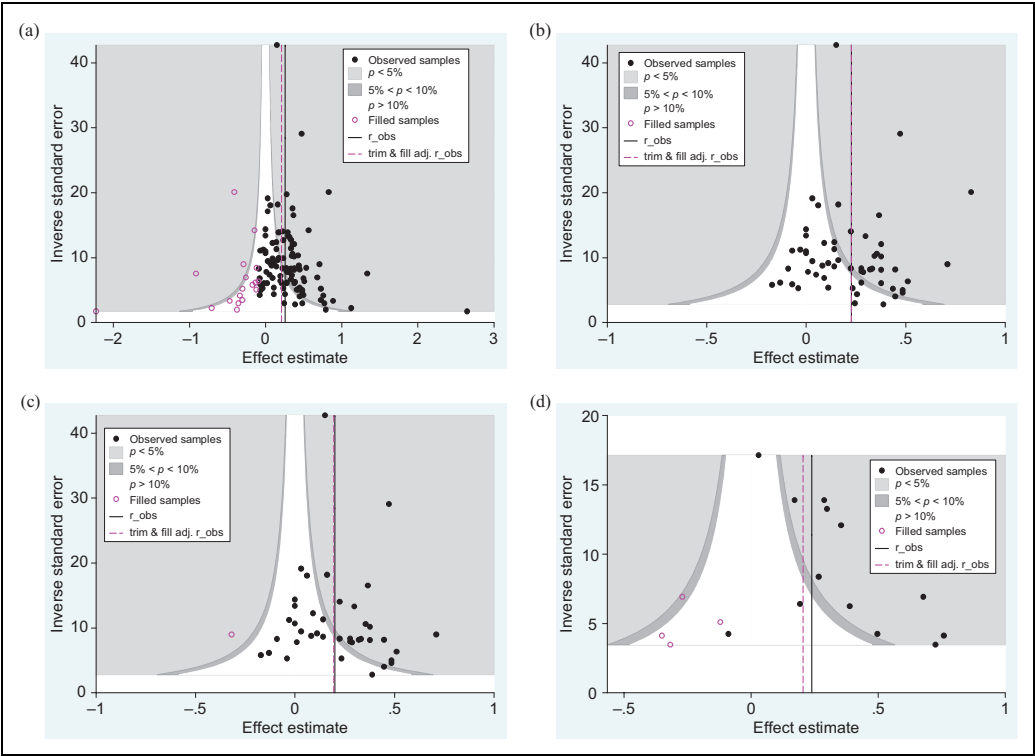 (a)
Inverse standard error
40
30
20
10
0
−2
−1
0
1
2
3
Effect estimate
Observed samples
p < 5%
5% < p < 10%
p > 10%
Filled samples
r_obs
trim & fill adj. r_obs
(b)
Inverse standard error
40
30
20
10
0
−1
−.5
0
.5
1
Effect estimate
Observed samples
p < 5%
5% < p < 10%
p > 10%
Filled samples
r_obs
trim & fill adj. r_obs
(c)
Inverse standard error
40
30
20
10
0
−1
−.5
0
.5
1
Effect estimate
Observed samples
p < 5%
5% < p < 10%
p > 10%
Filled samples
r_obs
trim & fill adj. r_obs
(d)
Inverse standard error
20
15
10
5
0
−.5
0
.5
1
Effect estimate
Observed samples
p < 5%
5% < p < 10%
p > 10%
Filled samples
r_obs
trim & fill adj. r_obs